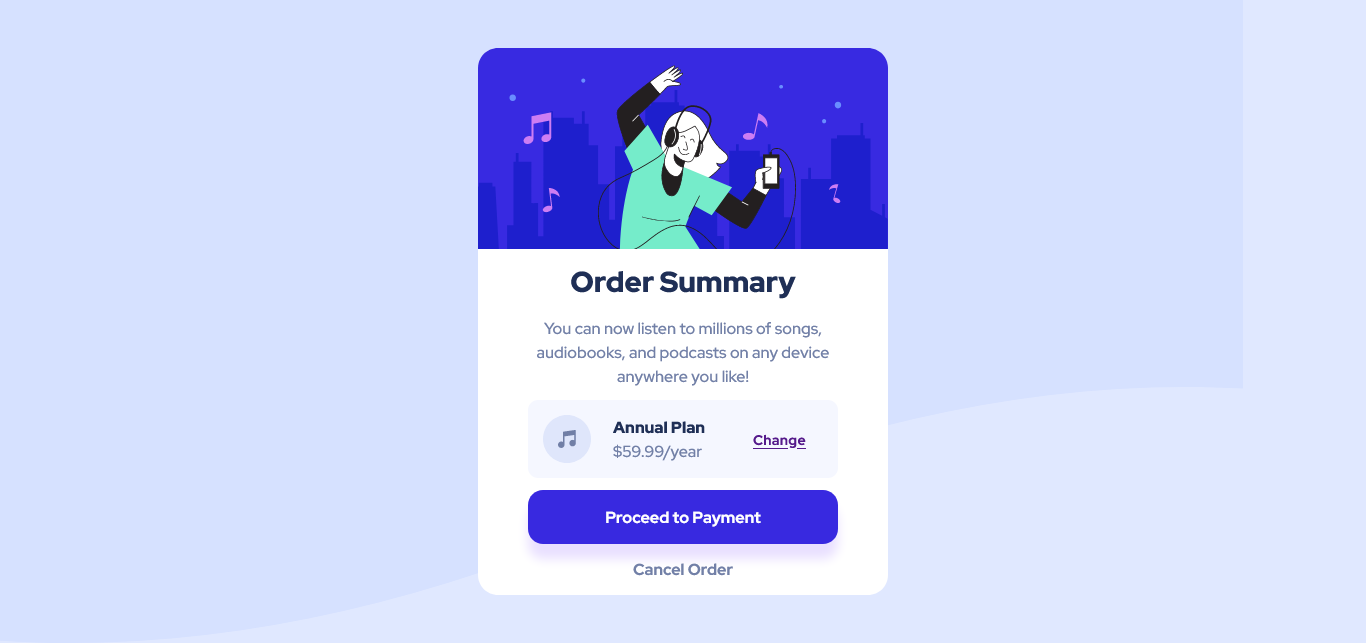 Order Summary
You can now listen to millions of songs,
audiobooks, and podcasts on any device
anywhere you like!
Annual Plan
$59.99/year
Change
Proceed to Payment
Cancel Order